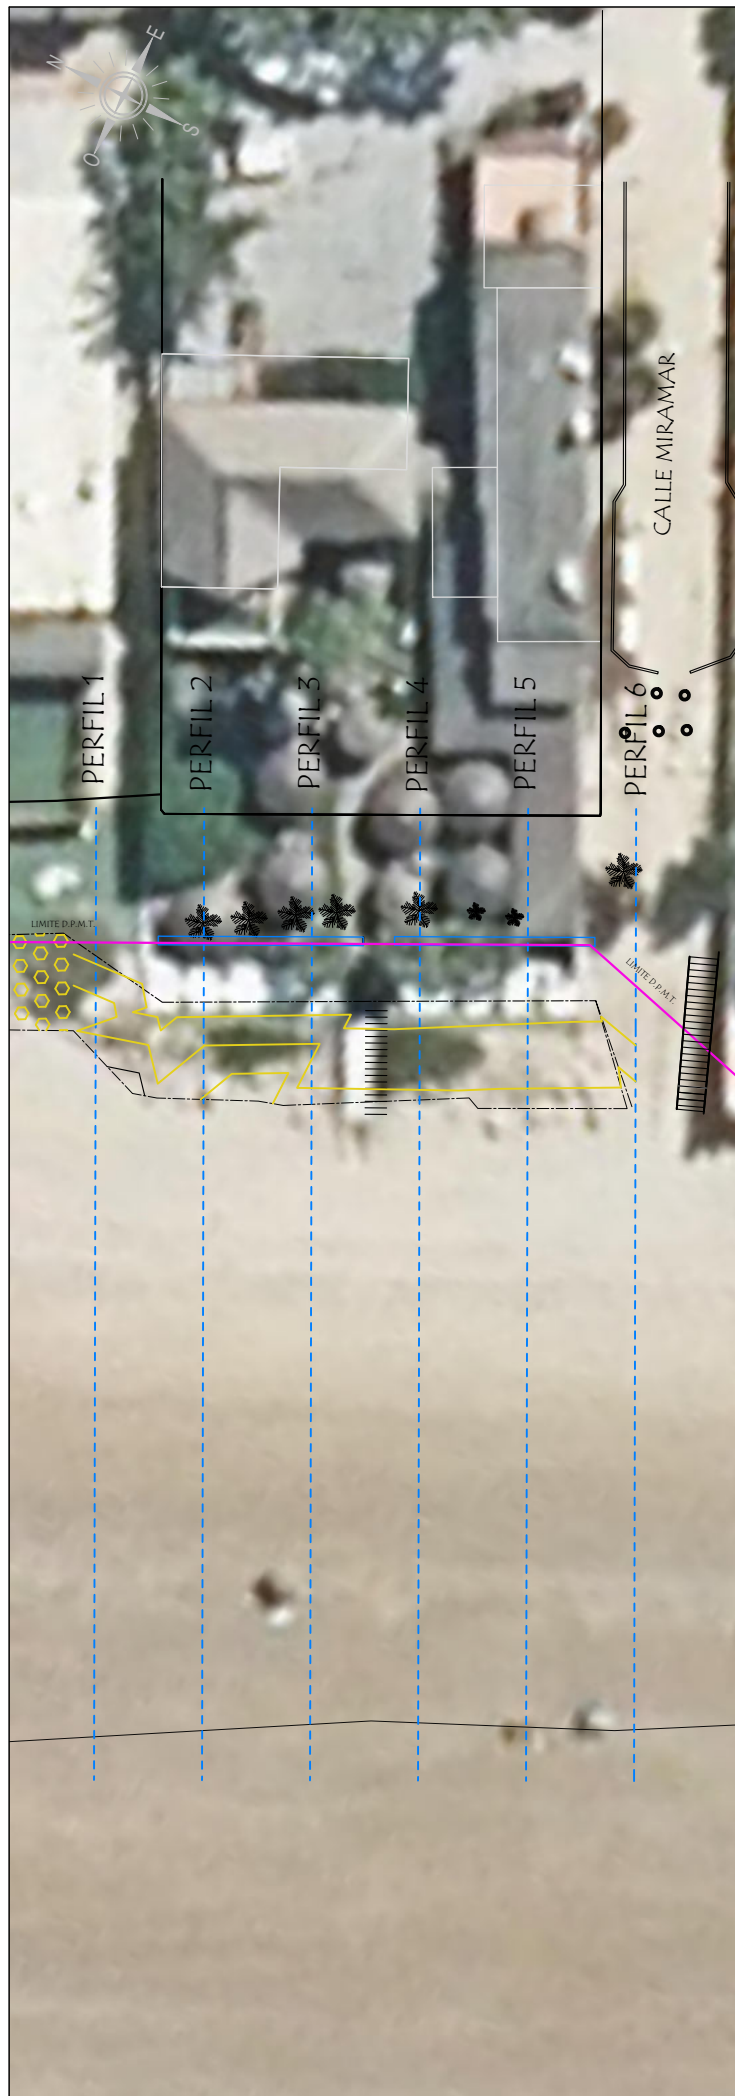 E
N
S
O
CALLE MIRAMAR
PERFIL 1
PERFIL 2
PERFIL 3
PERFIL 4
PERFIL 5
PERFIL 6
LIMITE D.P.M.T.
LIMITE D.P.M.T.